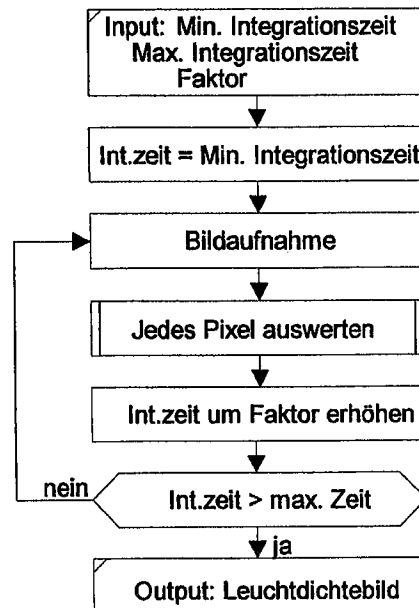 Input: Min. Integrationszeit
Max. Integrationszeit
Faktor
Int.zeit = Min. Integrationszeit
Bildaufnahme
Jedes Pixel auswerten
Int.zeit um Faktor erhöhen
nein
Int.zeit > max. Zeit
ja
Output: Leuchtdichtebild